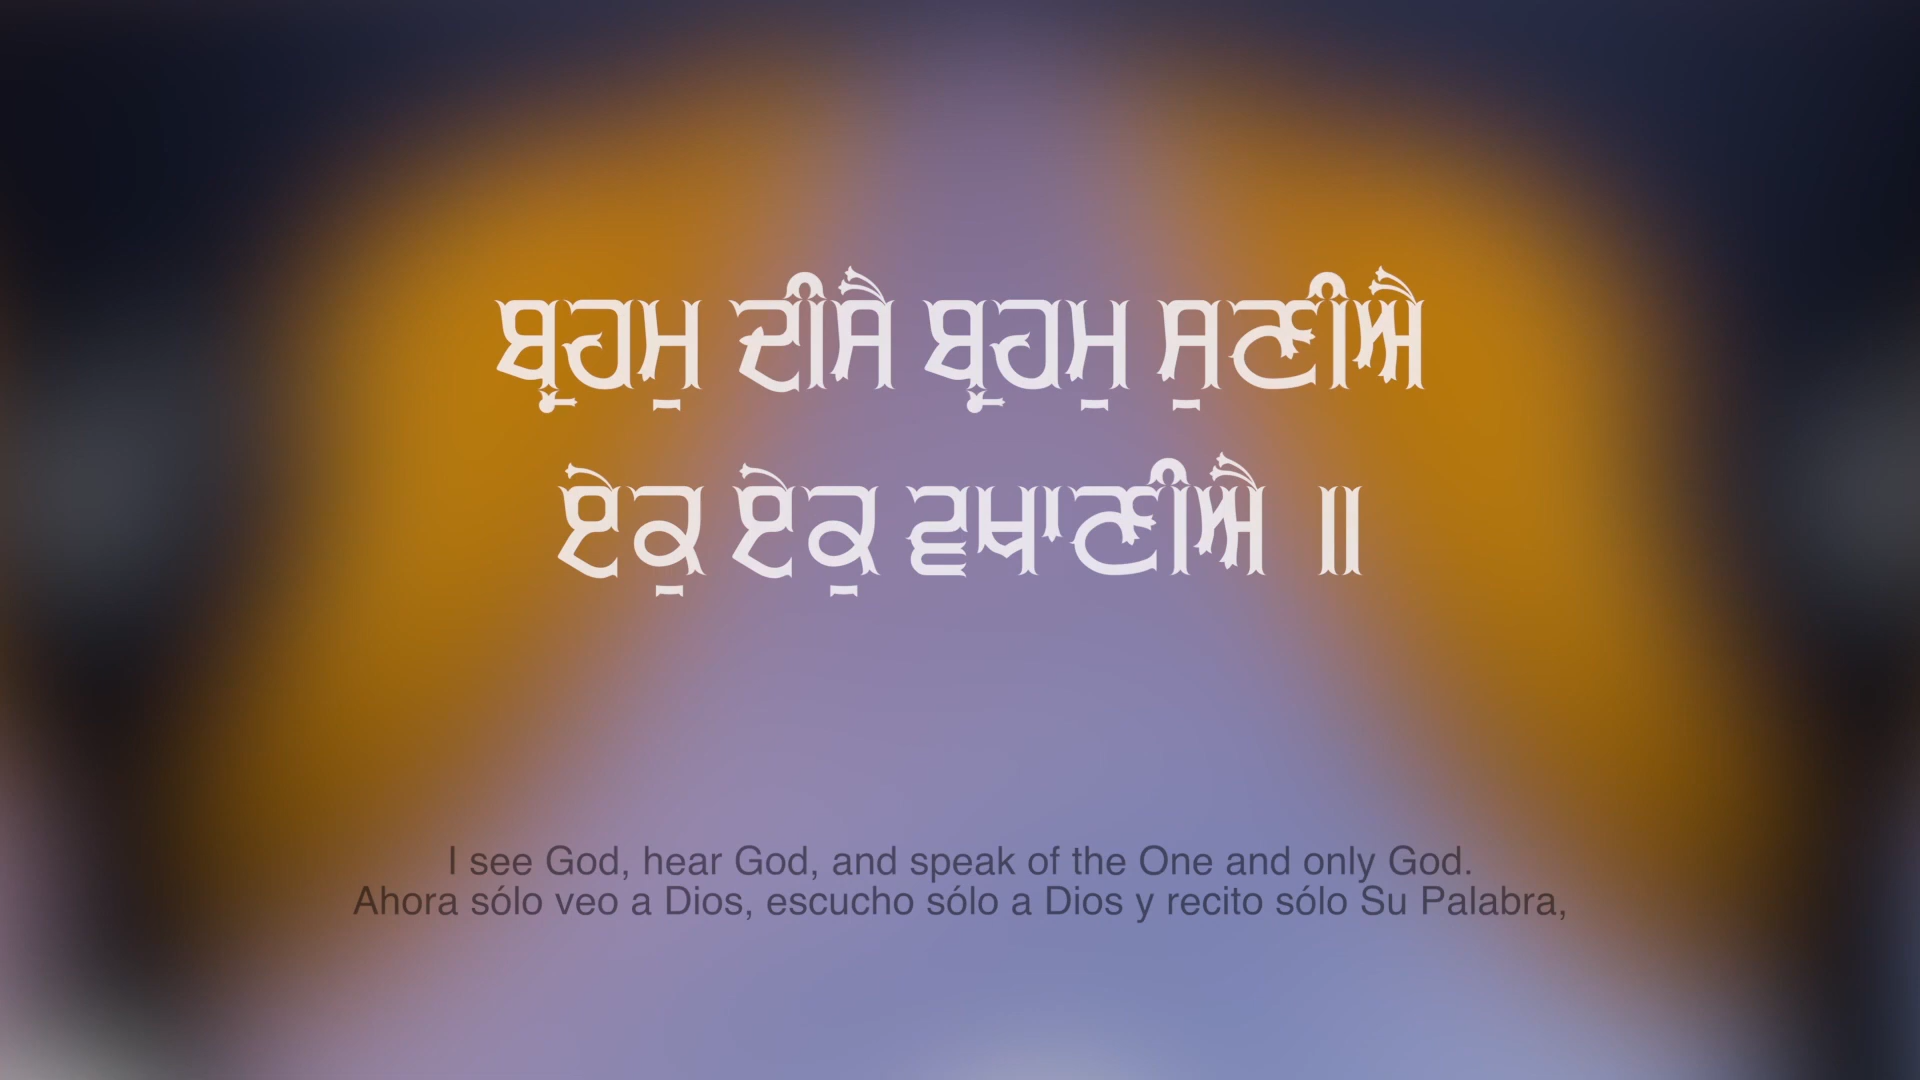 ਬ੍ਰਹਮੁ ਦੀਸੈ ਬ੍ਰਹਮੁ ਸੁਣੀਐ
ਏਕੁ ਏਕੁ ਵਖਾਣੀਐ ॥
I see God, hear God, and speak of the One and only God.
Ahora sólo veo a Dios, escucho sólo a Dios y recito sólo Su Palabra,